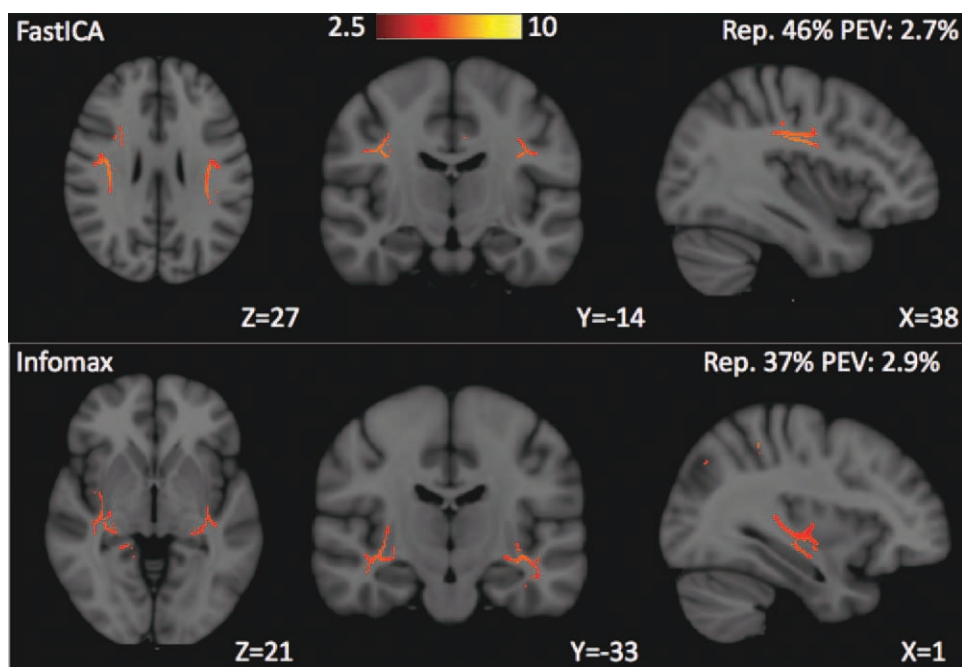 FastICA
2.5 10
Rep. 46% PEV: 2.7%
Z=27
Y=-14
X=38
Infomax
Rep. 37% PEV: 2.9%
Z=21
Y=-33
X=1